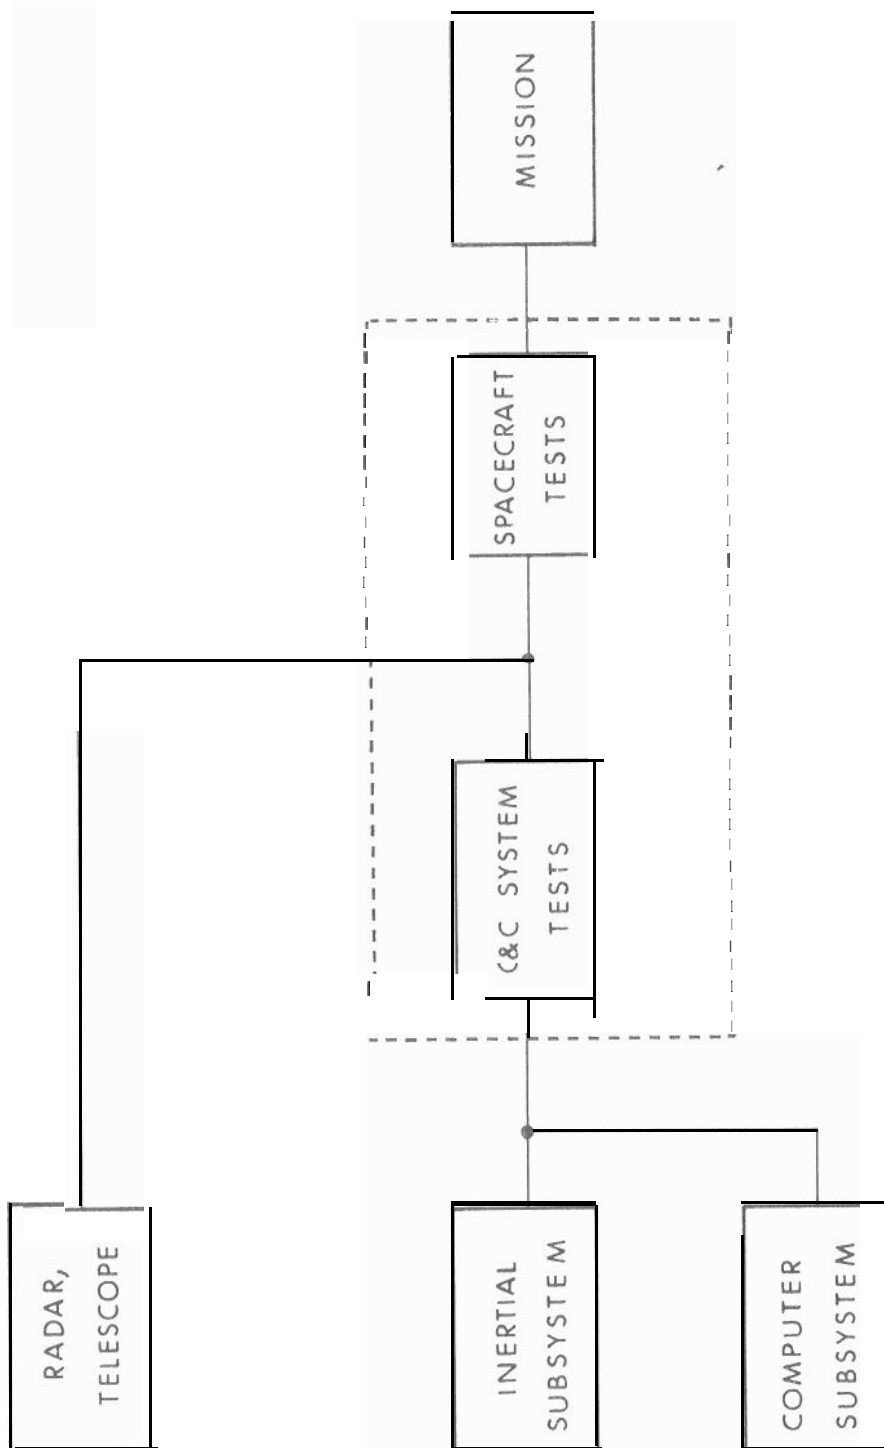 RADAR,
TELESCOPE
INERTIAL
SUBSYSTEM
COMPUTER
SUBSYSTEM
C&C SYSTEM
TESTS
SPACECRAFT
TESTS
MISSION